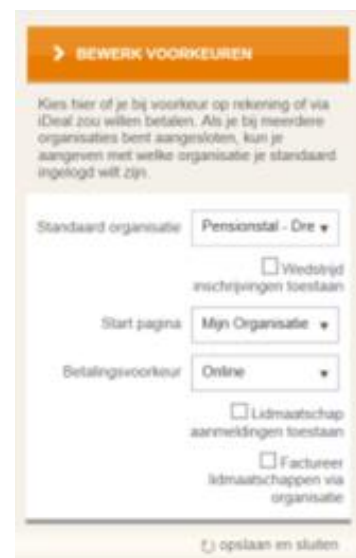 BEWERK VOORKEUREN
Kies hier of je bij voorkeur op rekening of via
iDeal zou willen betalen. Als je bij meerdere
organisaties bent aangesloten, kun je
aangeven met welke organisatie je standaard
ingelogd wilt zijn.
Standaard organisatie Pensionstal - Dre
Wedstrijd
inschrijvingen toestaan
Start pagina Mijn Organisatie
Betalingsvoorkeur Online
Lidmaatschap
aanmeldingen toestaan
Factureer
lidmaatschappen via
organisatie
opslaan en sluiten